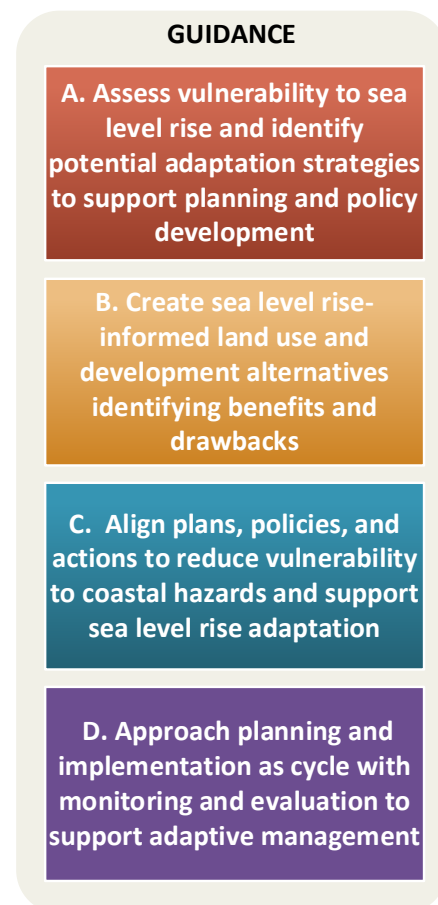 GUIDANCE
A. Assess vulnerability to sea
level rise and identify
potential adaptation strategies
to support planning and policy
development
B. Create sea level rise-
informed land use and
development alternatives
identifying benefits and
drawbacks
C. Align plans, policies, and
actions to reduce vulnerability
to coastal hazards and support
sea level rise adaptation
D. Approach planning and
implementation as cycle with
monitoring and evaluation to
support adaptive management